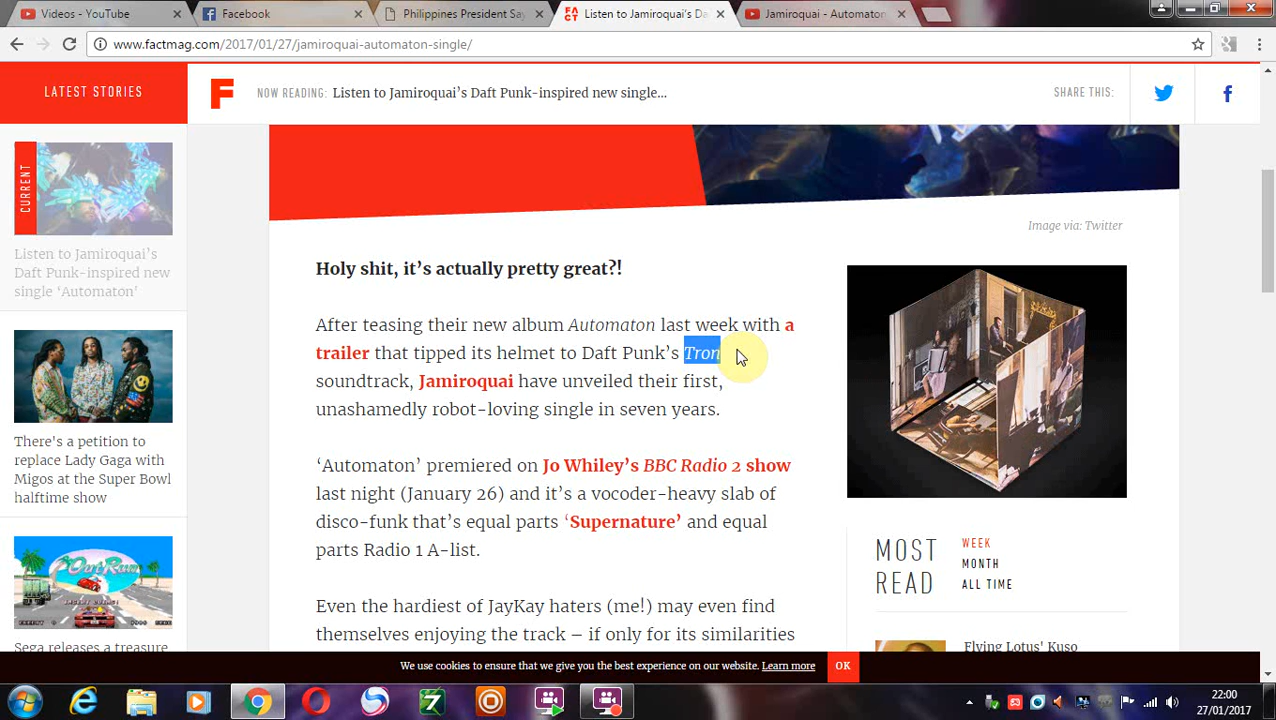 Videos - YouTube
Facebook
Philippines President Say
Listen to Jamiroquai's Da
Jamiroquai - Automaton
www.factmag.com/2017/01/27/jamiroquai-automaton-single/
LATEST STORIES
F
NOW READING: Listen to Jamiroquai's Daft Punk-inspired new single...
SHARE THIS:
CURRENT
Listen to Jamiroquai's
Daft Punk-inspired new
single 'Automaton'
There's a petition to
replace Lady Gaga with
Migos at the Super Bowl
halftime show
OutRun
Sega releases a treasure
Image via: Twitter
Holy shit, it's actually pretty great?!
After teasing their new album Automaton last week with a
trailer that tipped its helmet to Daft Punk's Tron
soundtrack, Jamiroquai have unveiled their first,
unashamedly robot-loving single in seven years.
'Automaton' premiered on Jo Whiley's BBC Radio 2 show
last night (January 26) and it's a vocoder-heavy slab of
disco-funk that's equal parts 'Supernature' and equal
parts Radio 1 A-list.
Even the hardiest of JayKay haters (me!) may even find
themselves enjoying the track – if only for its similarities
MOST
READ
WEEK
MONTH
ALL TIME
Flying Lotus' Kuso
We use cookies to ensure that we give you the best experience on our website. Learn more
OK
22:00
27/01/2017